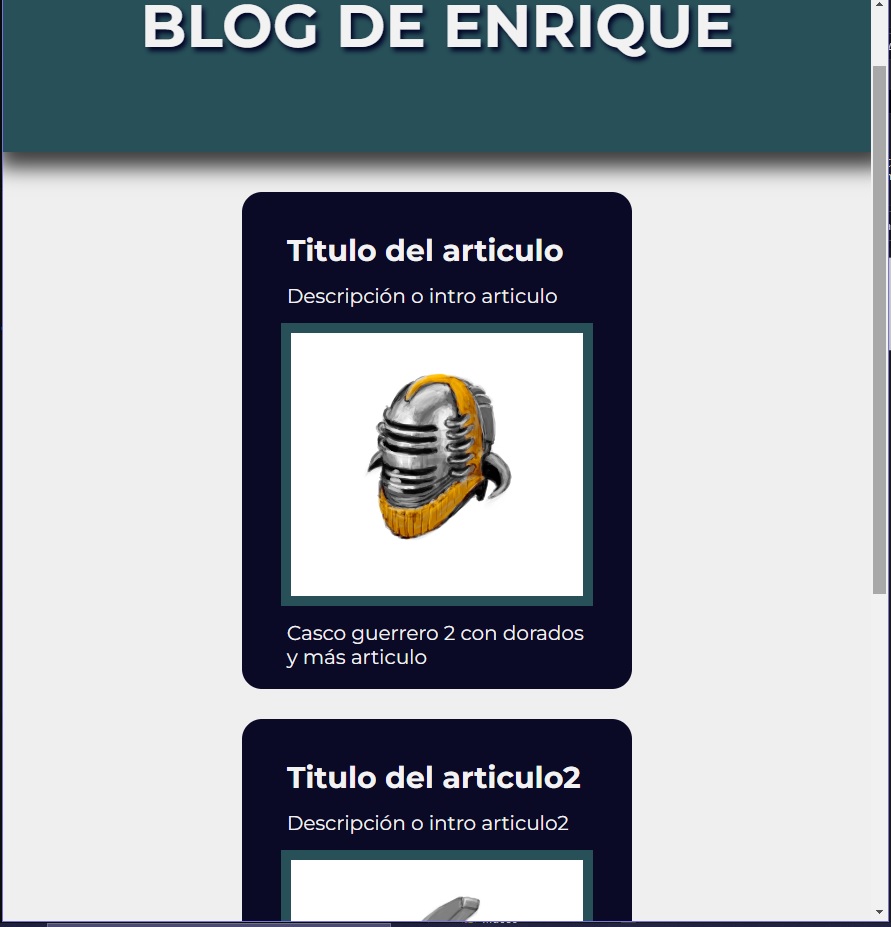 BLOG DE ENRIQUE
Titulo del articulo
Descripción o intro articulo
Casco guerrero 2 con dorados
y más articulo
Titulo del articulo2
Descripción o intro articulo2